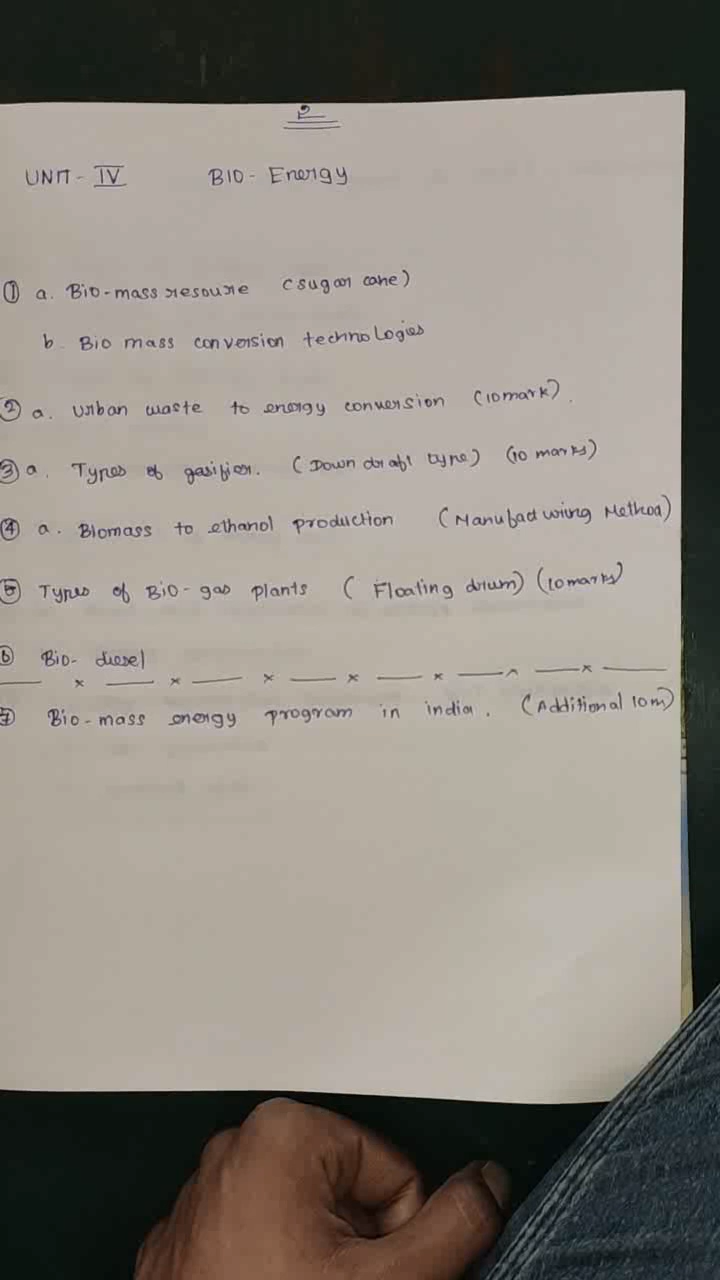 2
UNIT - IV BIO - Energy
① a. Bio-mass resource (sugar cane)
b. Bio mass conversion technologies
② a. Urban waste to energy conversion (10mark).
③ a. Types of gasifier. (Down draft type) (10 marks)
④ a. Biomass to ethanol production (Manufacturing Method)
⑤ Types of Bio-gas plants (Floating drum) (10marks)
⑥ Bio-diesel
⑦ Bio-mass energy program in india. (Additional 10m)